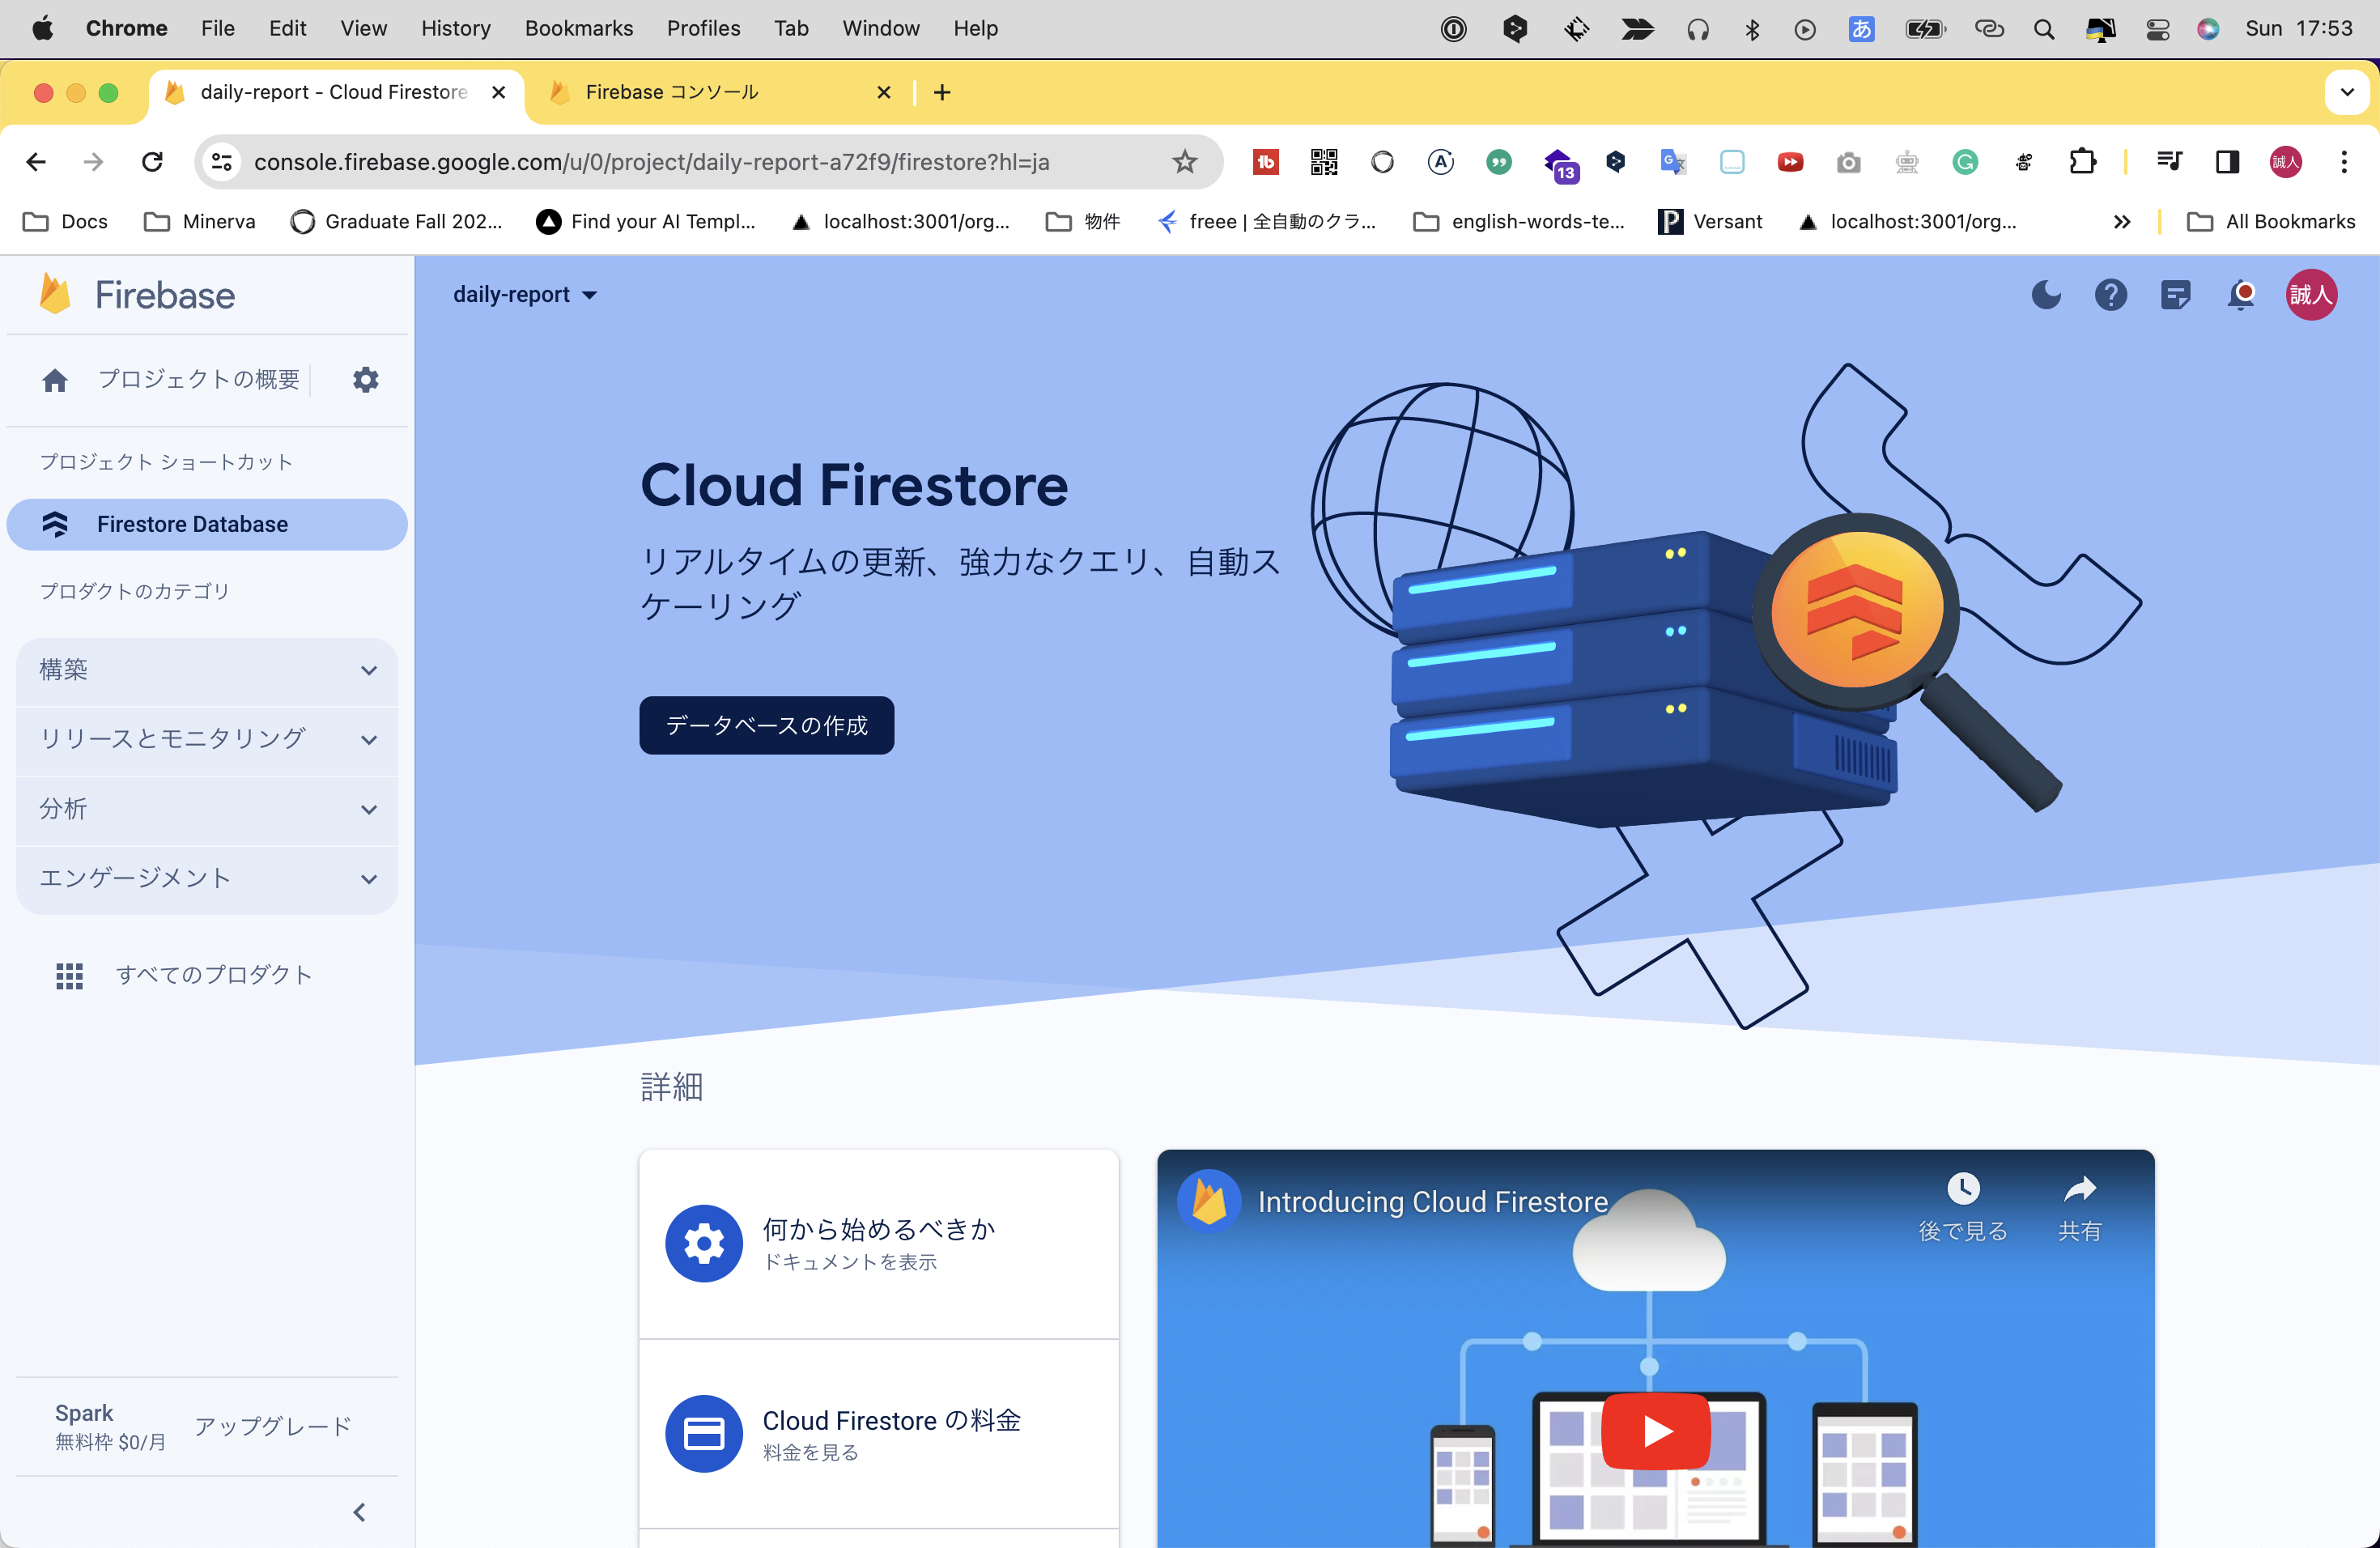 Chrome File Edit View History Bookmarks Profiles Tab Window Help あ Sun 17:53
daily-report - Cloud Firestore
Firebase コンソール
console.firebase.google.com/u/0/project/daily-report-a72f9/firestore?hl=ja
13
誠人
Docs Minerva Graduate Fall 202... Find your AI Templ... localhost:3001/org... 物件 freee | 全自動のクラ... english-words-te... Versant localhost:3001/org... All Bookmarks
Firebase
daily-report
誠人
プロジェクトの概要
プロジェクト ショートカット
Firestore Database
プロダクトのカテゴリ
構築
リリースとモニタリング
分析
エンゲージメント
すべてのプロダクト
Spark
無料枠 $0/月
アップグレード
Cloud Firestore
リアルタイムの更新、強力なクエリ、自動ス
ケーリング
データベースの作成
詳細
何から始めるべきか
ドキュメントを表示
Cloud Firestore の料金
料金を見る
Introducing Cloud Firestore
後で見る
共有